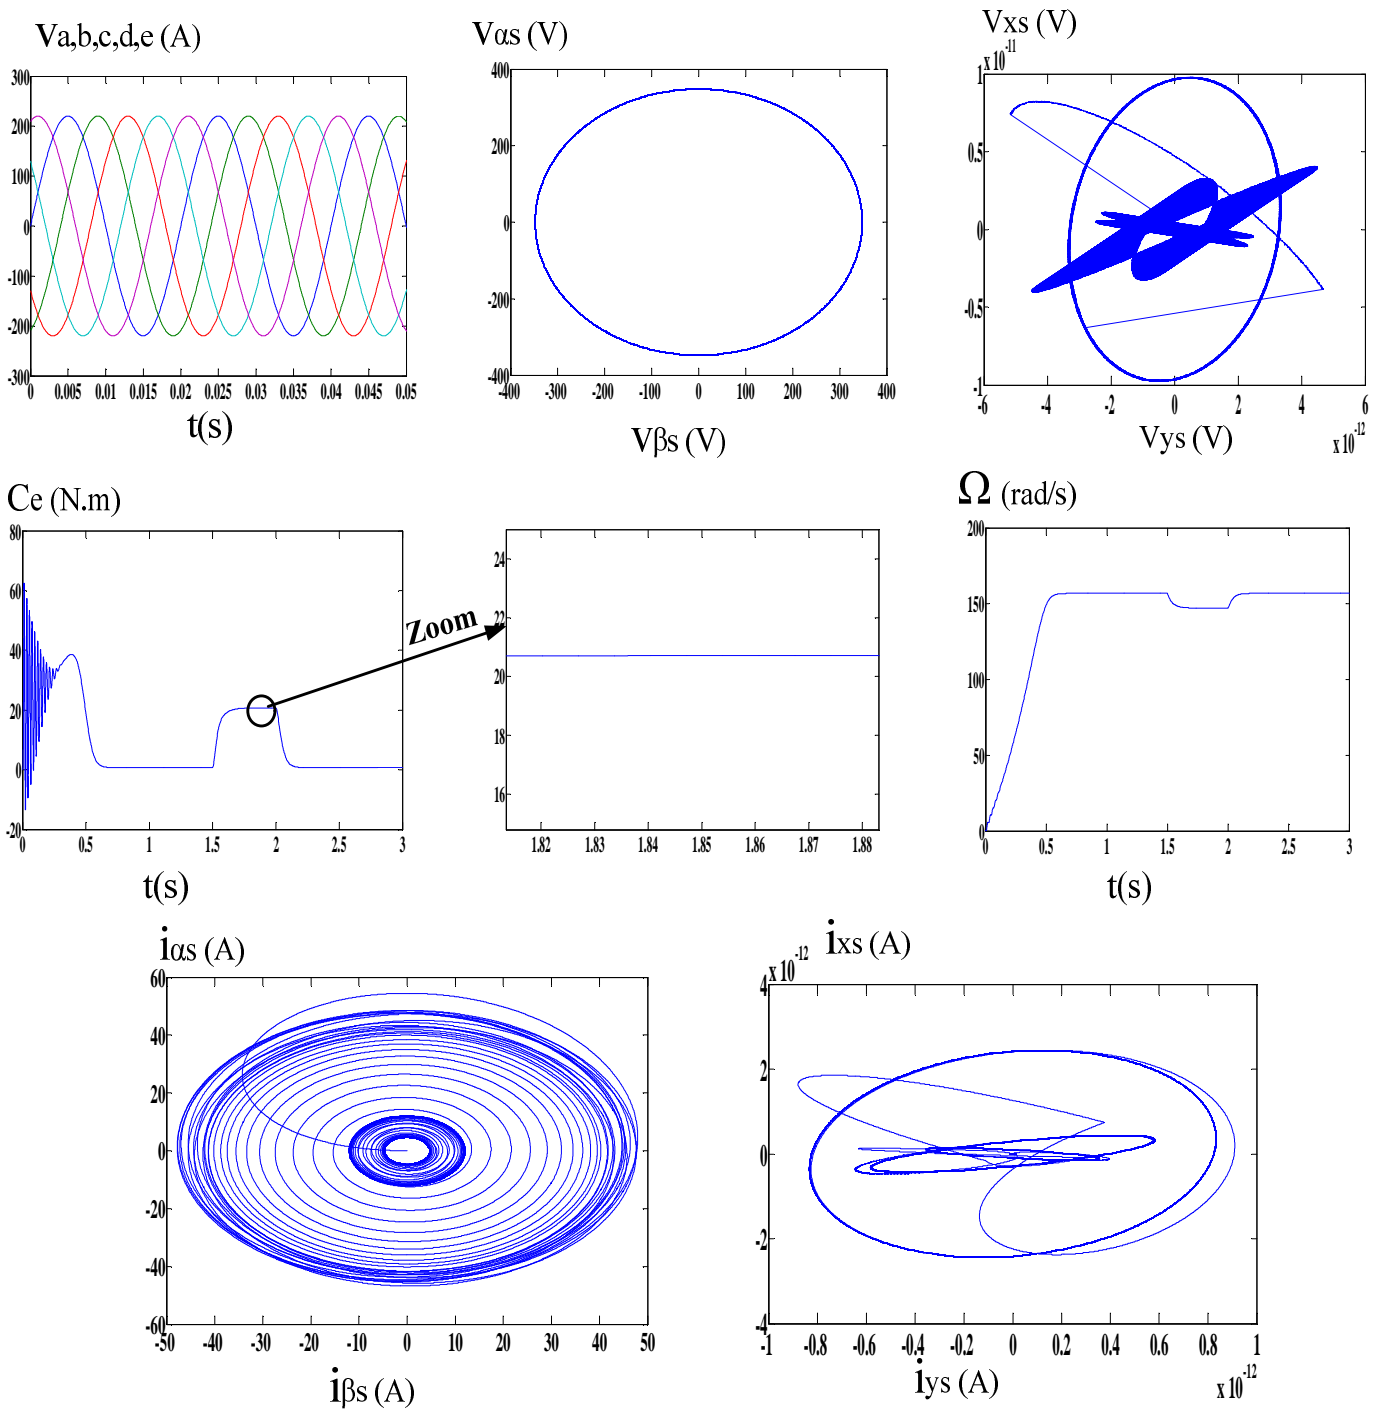 Va,b,c,d,e (A)
300
200
100
0
-100
-200
-300
0 0.005 0.01 0.015 0.02 0.025 0.03 0.035 0.04 0.045 0.05
t(s)
Vαs (V)
400
200
0
-200
-400
-400 -300 -200 -100 0 100 200 300 400
Vβs (V)
Vxs (V)
x 10-11
1
0.5
0
-0.5
-1
-6 -4 -2 0 2 4 6
Vys (V)
x 10-12
Ce (N.m)
80
60
40
20
0
-20
0 0.5 1 1.5 2 2.5 3
t(s)
Zoom
24
22
20
18
16
1.82 1.83 1.84 1.85 1.86 1.87 1.88
Ω (rad/s)
200
150
100
50
0
0 0.5 1 1.5 2 2.5 3
t(s)
iαs (A)
60
40
20
0
-20
-40
-60
-50 -40 -30 -20 -10 0 10 20 30 40 50
iβs (A)
ixs (A)
x 10-12
4
2
0
-2
-4
-1 -0.8 -0.6 -0.4 -0.2 0 0.2 0.4 0.6 0.8 1
iys (A)
x 10-12